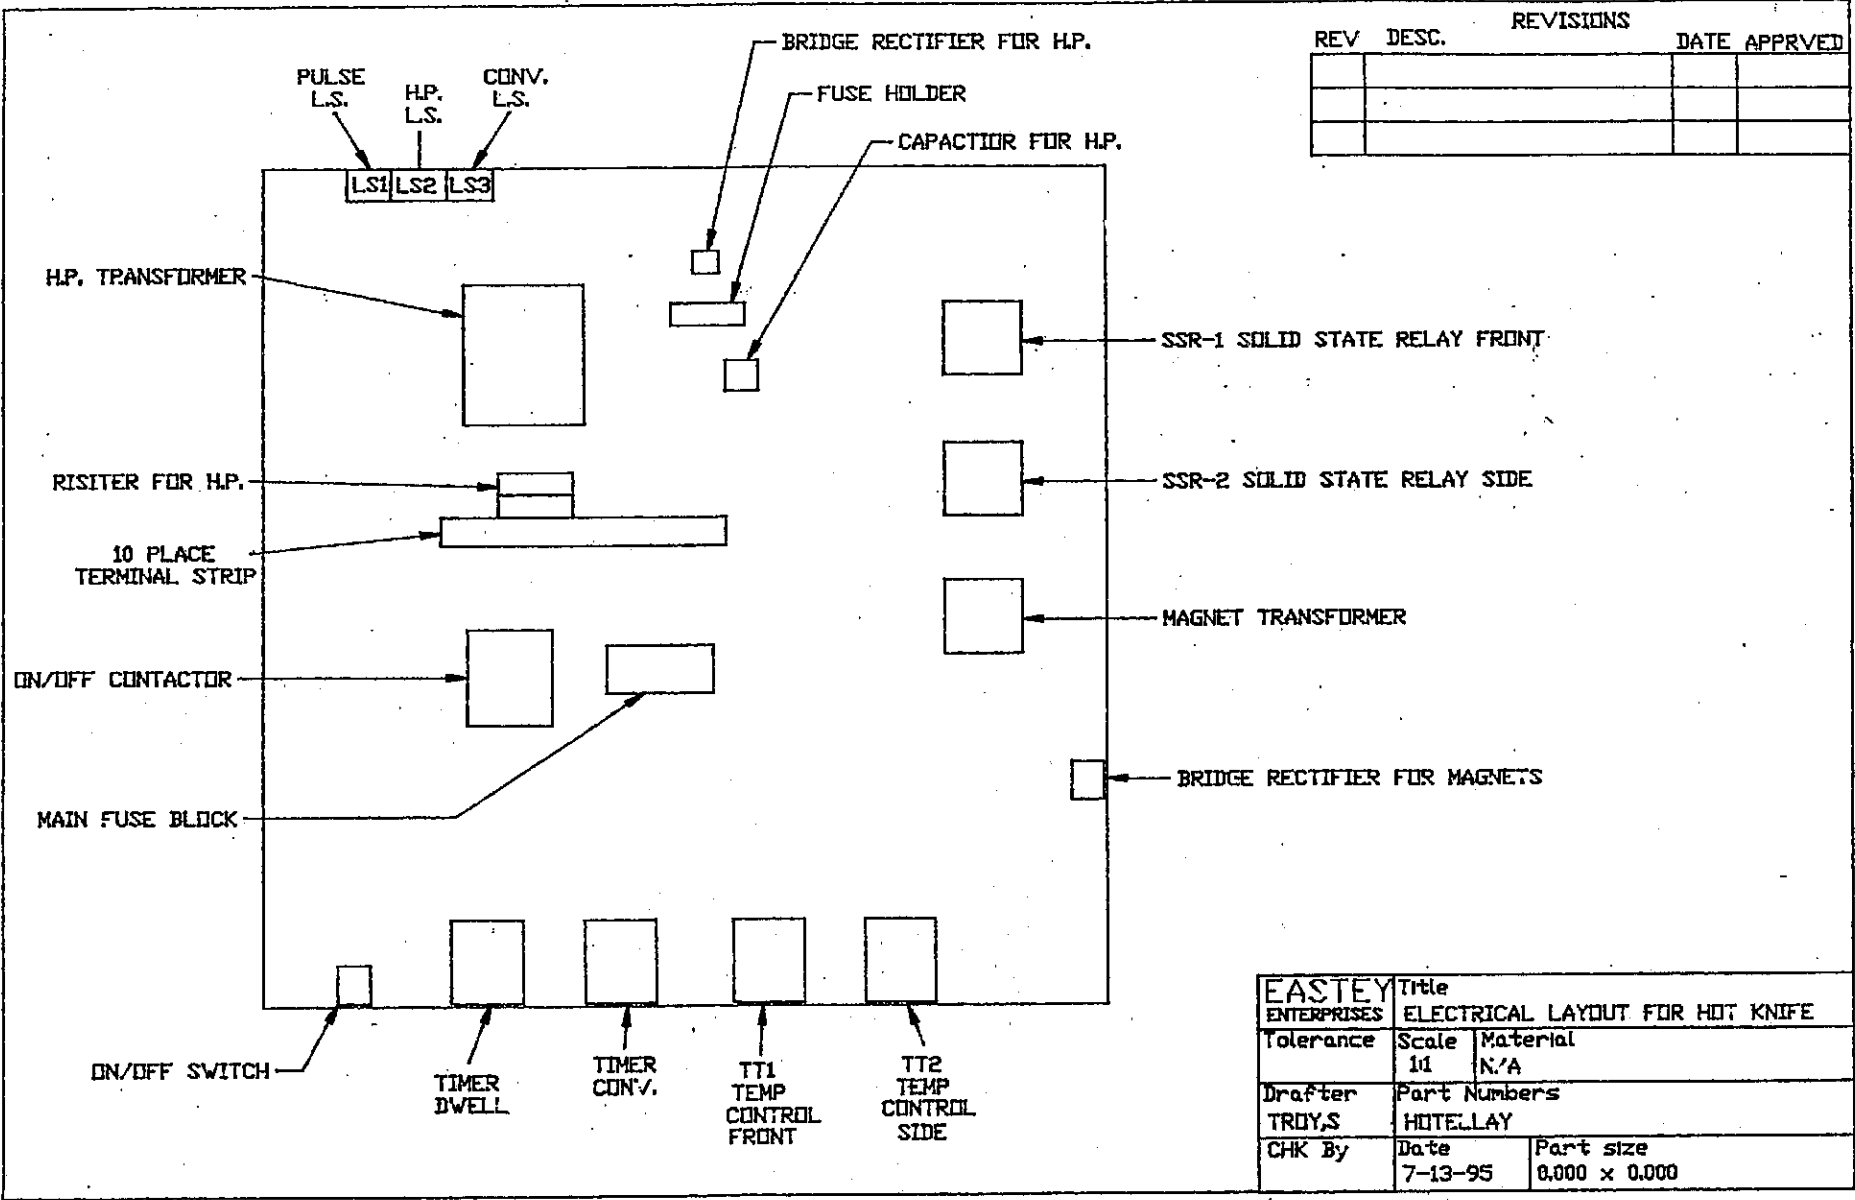 REVISIONS
REV DESC. DATE APPRVED
BRIDGE RECTIFIER FOR H.P.
FUSE HOLDER
CAPACTIOR FOR H.P.
PULSE
L.S.
H.P.
L.S.
CONV.
L.S.
LS1 LS2 LS3
H.P. TRANSFORMER
SSR-1 SOLID STATE RELAY FRONT
RISITER FOR H.P.
SSR-2 SOLID STATE RELAY SIDE
10 PLACE
TERMINAL STRIP
MAGNET TRANSFORMER
ON/OFF CONTACTOR
BRIDGE RECTIFIER FOR MAGNETS
MAIN FUSE BLOCK
ON/OFF SWITCH
TIMER
DWELL
TIMER
CONV.
TT1
TEMP
CONTROL
FRONT
TT2
TEMP
CONTROL
SIDE
EASTEY
ENTERPRISES
Title
ELECTRICAL LAYOUT FOR HOT KNIFE
Tolerance
Scale
1:1
Material
N/A
Drafter
TROY,S
Part Numbers
HOTELLAY
CHK By
Date
7-13-95
Part size
0.000 x 0.000